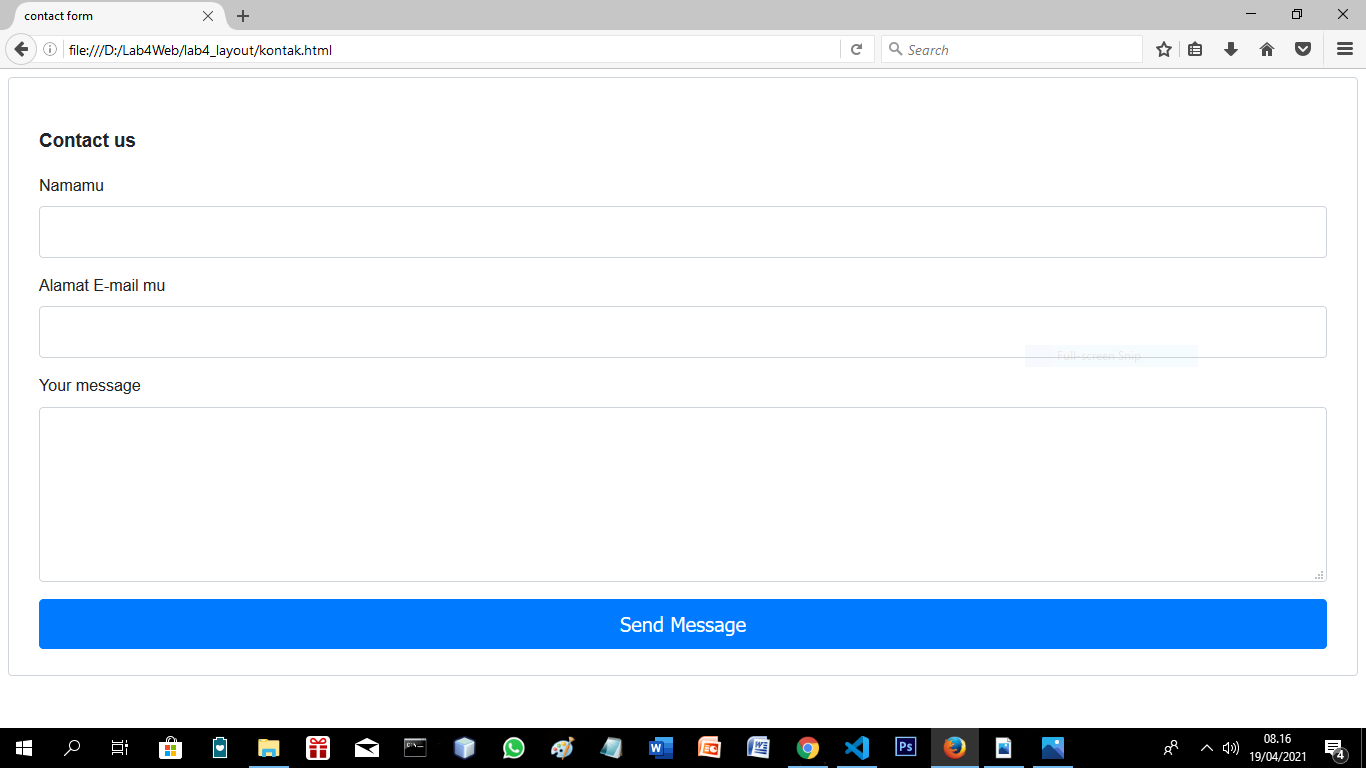 contact form
file:///D:/Lab4Web/lab4_layout/kontak.html
Search
Contact us
Namamu
Alamat E-mail mu
Full-screen Snip
Your message
Send Message
08.16
19/04/2021
4